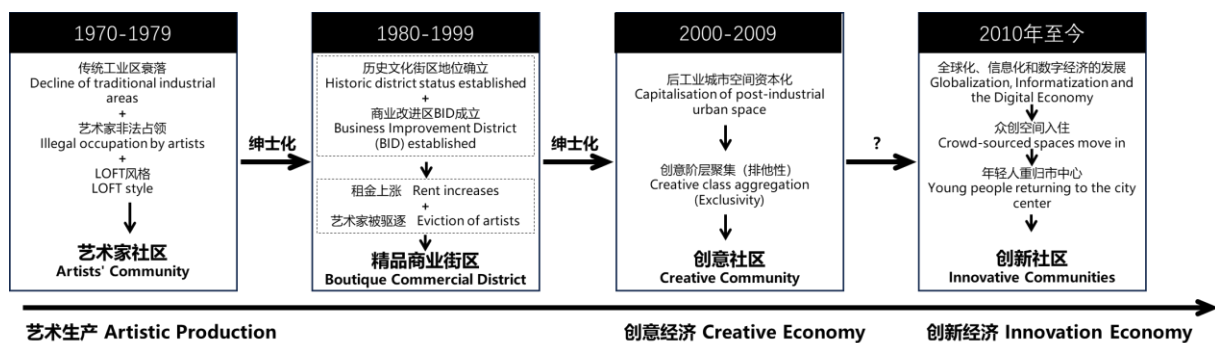 1970-1979
传统工业区衰落
Decline of traditional industrial
areas
+
艺术家非法占领
Illegal occupation by artists
+
LOFT风格
LOFT style
艺术家社区
Artists' Community
绅士化
1980-1999
历史文化街区地位确立
Historic district status established
+
商业改进区BID成立
Business Improvement District
(BID) established
租金上涨 Rent increases
+
艺术家被驱逐 Eviction of artists
精品商业街区
Boutique Commercial District
绅士化
2000-2009
后工业城市空间资本化
Capitalisation of post-industrial
urban space
创意阶层聚集（排他性）
Creative class aggregation
(Exclusivity)
创意社区
Creative Community
?
2010年至今
全球化、信息化和数字经济的发展
Globalization, Informatization and
the Digital Economy
众创空间入住
Crowd-sourced spaces move in
年轻人重归市中心
Young people returning to the city
center
创新社区
Innovative Communities
艺术生产 Artistic Production
创意经济 Creative Economy
创新经济 Innovation Economy